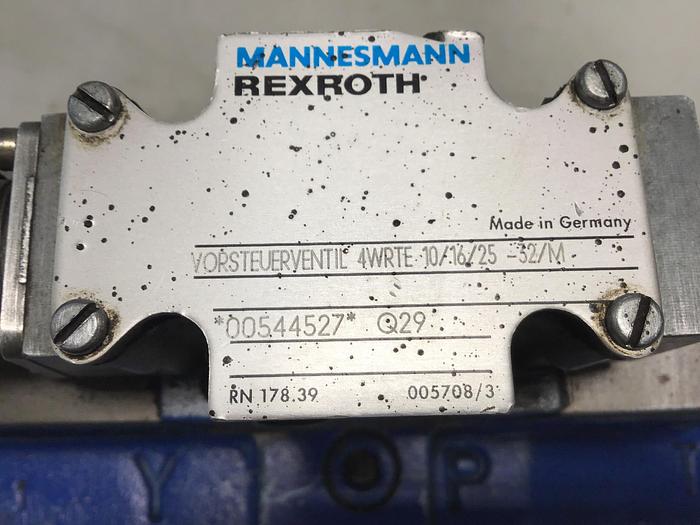 MANNESMANN
REXROTH
Made in Germany
VORSTEUERVENTIL 4WRTE 10/16/25 -32/M
*00544527* Q29
RN 178.39 005708/3
Y P T